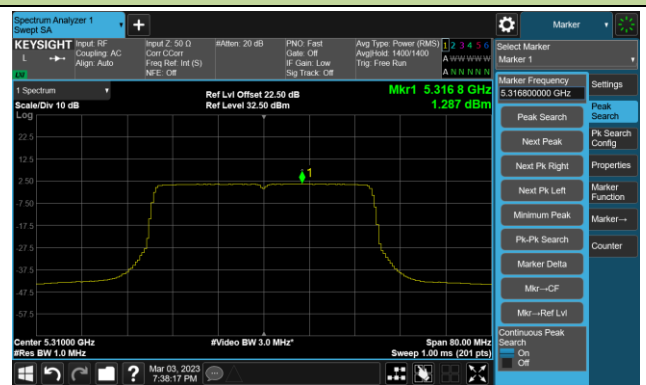 Spectrum Analyzer 1
Swept SA
Marker
KEYSIGHT
L
LW
Input: RF
Coupling: AC
Align: Auto
Input Z: 50 Ω
Corr CCorr
Freq Ref: Int (S)
NFE: Off
#Atten: 20 dB
PNO: Fast
Gate: Off
IF Gain: Low
Sig Track: Off
Avg Type: Power (RMS)
Avg|Hold: 1400/1400
Trig: Free Run
1 2 3 4 5 6
A W W W W W
A N N N N N
Select Marker
Marker 1
1 Spectrum
Scale/Div 10 dB
Log
Ref Lvl Offset 22.50 dB
Ref Level 32.50 dBm
Mkr1 5.316 8 GHz
1.287 dBm
22.5
12.5
2.50
-7.50
-17.5
-27.5
-37.5
-47.5
-57.5
1
Center 5.31000 GHz
#Res BW 1.0 MHz
#Video BW 3.0 MHz*
Span 80.00 MHz
Sweep 1.00 ms (201 pts)
Marker Frequency
5.316800000 GHz
Peak Search
Next Peak
Next Pk Right
Next Pk Left
Minimum Peak
Pk-Pk Search
Marker Delta
Mkr→CF
Mkr→Ref Lvl
Continuous Peak
Search
On
Off
Settings
Peak
Search
Pk Search
Config
Properties
Marker
Function
Marker→
Counter
?
Mar 03, 2023
7:38:17 PM